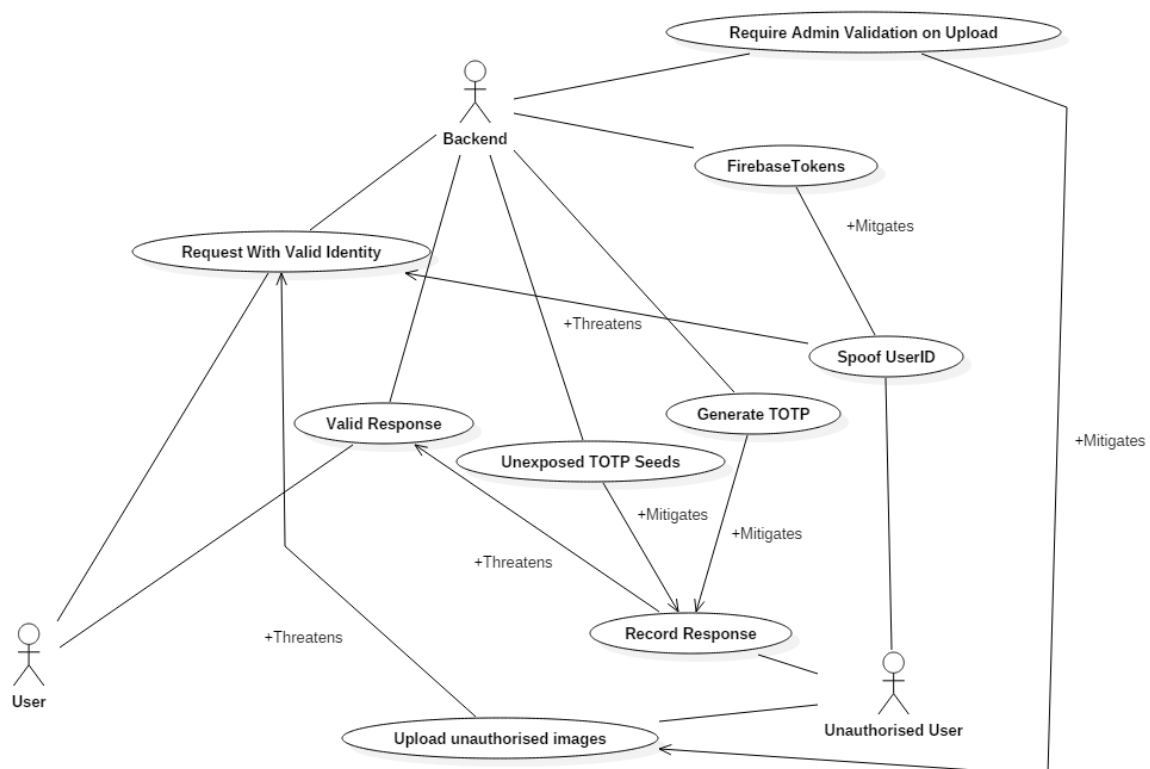 Require Admin Validation on Upload
Backend
FirebaseTokens
+Mitgates
Request With Valid Identity
+Threatens
Spoof UserID
Generate TOTP
Valid Response
+Mitigates
Unexposed TOTP Seeds
+Mitigates
+Mitigates
+Threatens
Record Response
+Threatens
User
Unauthorised User
Upload unauthorised images